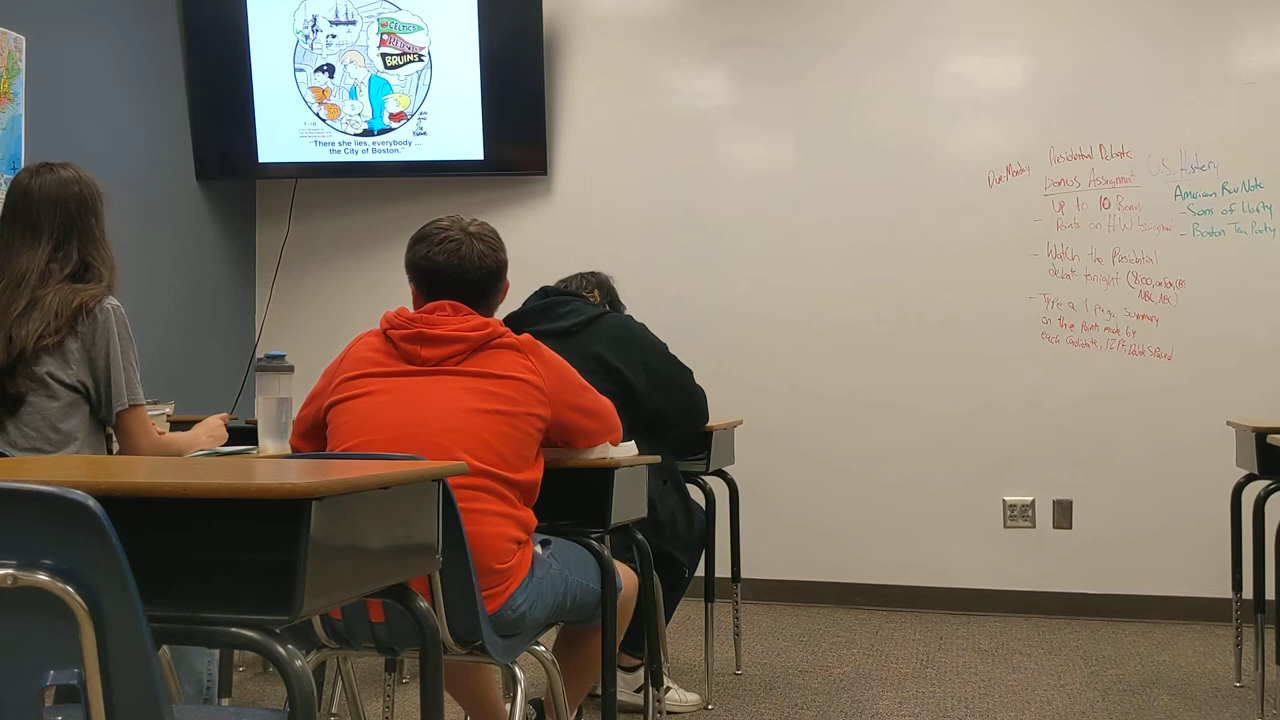 CELTICS
RED SOX
BRUINS
"There she lies, everybody ...
the City of Boston."
Due Monday
Presidential Debate
bonus Assignment
Up to 10 Bonus
- Points on HW Assignment
- Watch the Presidential
debate tonight (8:00, on Fox, CBS
NBC, ABC)
- Type a 1 page summary
on the points made by
each candidate, 12 Pt, Double Spaced
U.S. History
American Rev Note
- Sons of Liberty
- Boston Tea Party